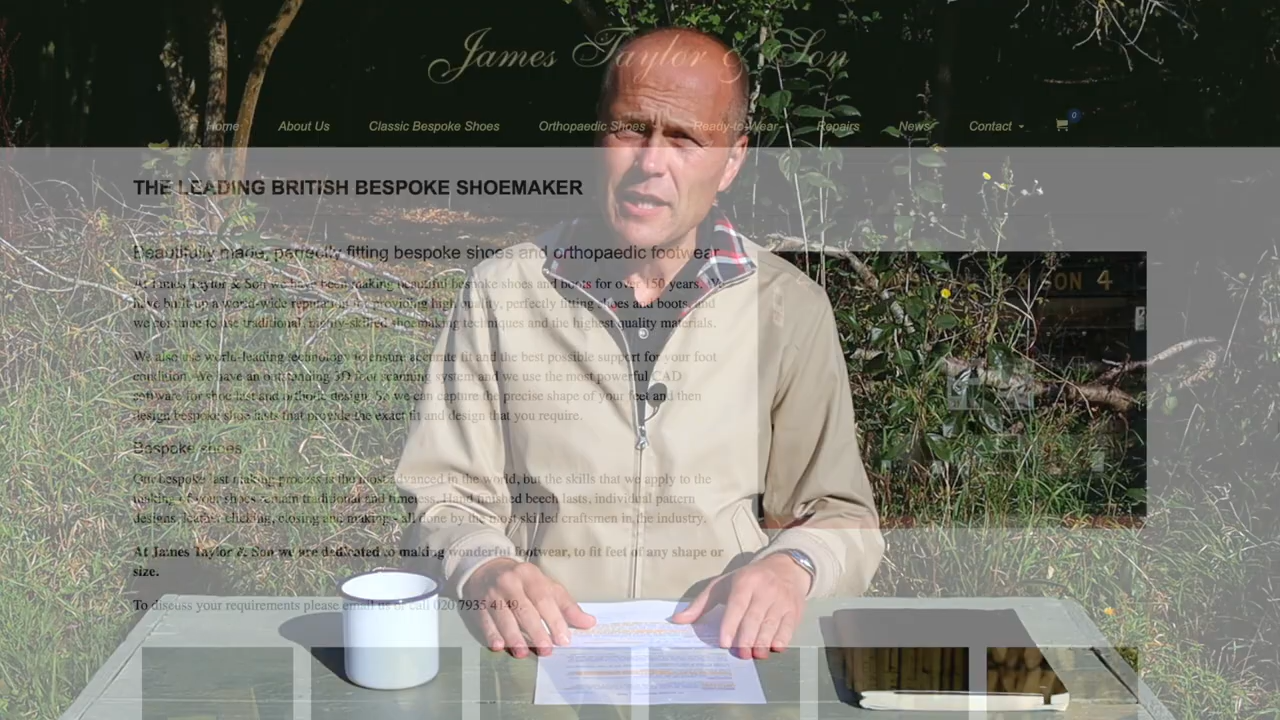 James Taylor & Son
Home About Us Classic Bespoke Shoes Orthopaedic Shoes Ready-to-Wear Repairs News Contact 0
THE LEADING BRITISH BESPOKE SHOEMAKER
Beautifully made, perfectly fitting bespoke shoes and orthopaedic footwear
At James Taylor & Son we have been making beautiful bespoke shoes and boots for over 150 years. We
have built up a world-wide reputation for providing high quality, perfectly fitting shoes and boots, and
we continue to use traditional, highly-skilled shoemaking techniques and the highest quality materials.
We also use world-leading technology to ensure accurate fit and the best possible support for your foot
condition. We have an outstanding 3D foot scanning system and we use the most powerful CAD
software for shoe last and orthotic design. So we can capture the precise shape of your feet and then
design bespoke shoe lasts that provide the exact fit and design that you require.
Bespoke shoes
Our bespoke last making process is the most advanced in the world, but the skills that we apply to the
making of your shoes remain traditional and timeless. Hand finished beech lasts, individual pattern
designs, leather clicking, closing and making - all done by the most skilled craftsmen in the industry.
At James Taylor & Son we are dedicated to making wonderful footwear, to fit feet of any shape or
size.
To discuss your requirements please email us or call 020 7935 4149.
ON 4